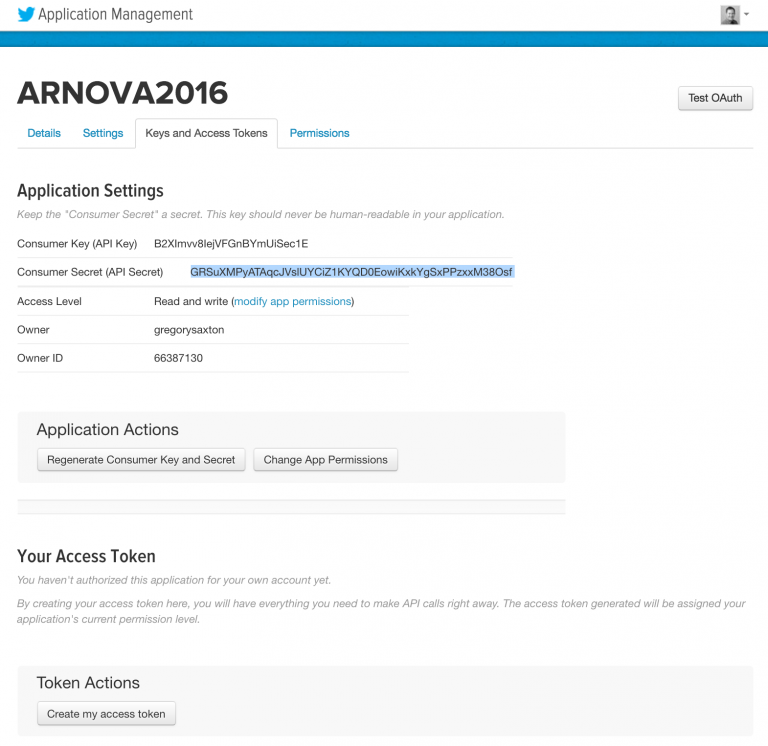 Application Management
ARNOVA2016
Test OAuth
Details Settings Keys and Access Tokens Permissions
Application Settings
Keep the "Consumer Secret" a secret. This key should never be human-readable in your application.
Consumer Key (API Key) B2XImvv8IejVFGnBYmUiSec1E
Consumer Secret (API Secret) GRSuXMPyATAqcJVslUYCiZ1KYQD0EowiKxkYgSxPPzxxM38Osf
Access Level Read and write (modify app permissions)
Owner gregorysaxton
Owner ID 66387130
Application Actions
Regenerate Consumer Key and Secret Change App Permissions
Your Access Token
You haven't authorized this application for your own account yet.
By creating your access token here, you will have everything you need to make API calls right away. The access token generated will be assigned your
application's current permission level.
Token Actions
Create my access token